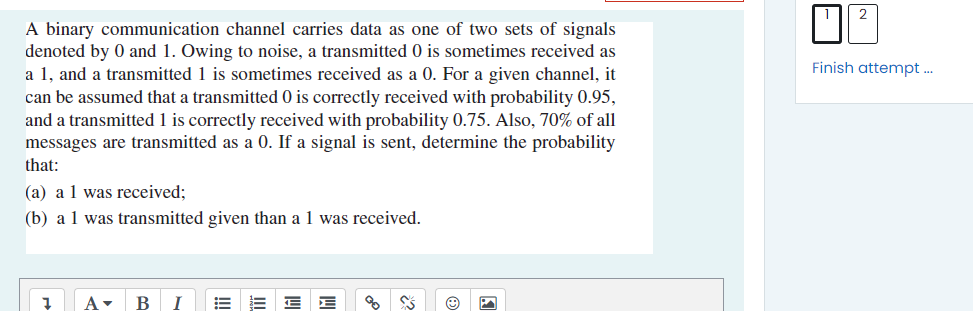 A binary communication channel carries data as one of two sets of signals
denoted by 0 and 1. Owing to noise, a transmitted 0 is sometimes received as
a 1, and a transmitted 1 is sometimes received as a 0. For a given channel, it
can be assumed that a transmitted 0 is correctly received with probability 0.95,
and a transmitted 1 is correctly received with probability 0.75. Also, 70% of all
messages are transmitted as a 0. If a signal is sent, determine the probability
that:
(a) a 1 was received;
(b) a 1 was transmitted given than a 1 was received.
A B I
1 2
Finish attempt ...